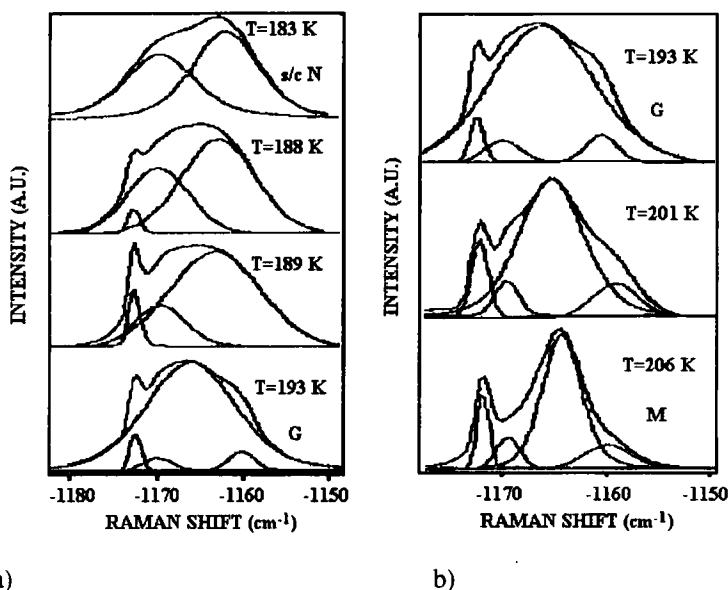 T=183 K
s/c N
T=188 K
T=189 K
T=193 K
G
INTENSITY (A.U.)
-1180 -1170 -1160 -1150
RAMAN SHIFT (cm-1)
T=193 K
G
T=201 K
T=206 K
M
INTENSITY (A.U.)
-1170 -1160 -1150
RAMAN SHIFT (cm-1)
)
b)